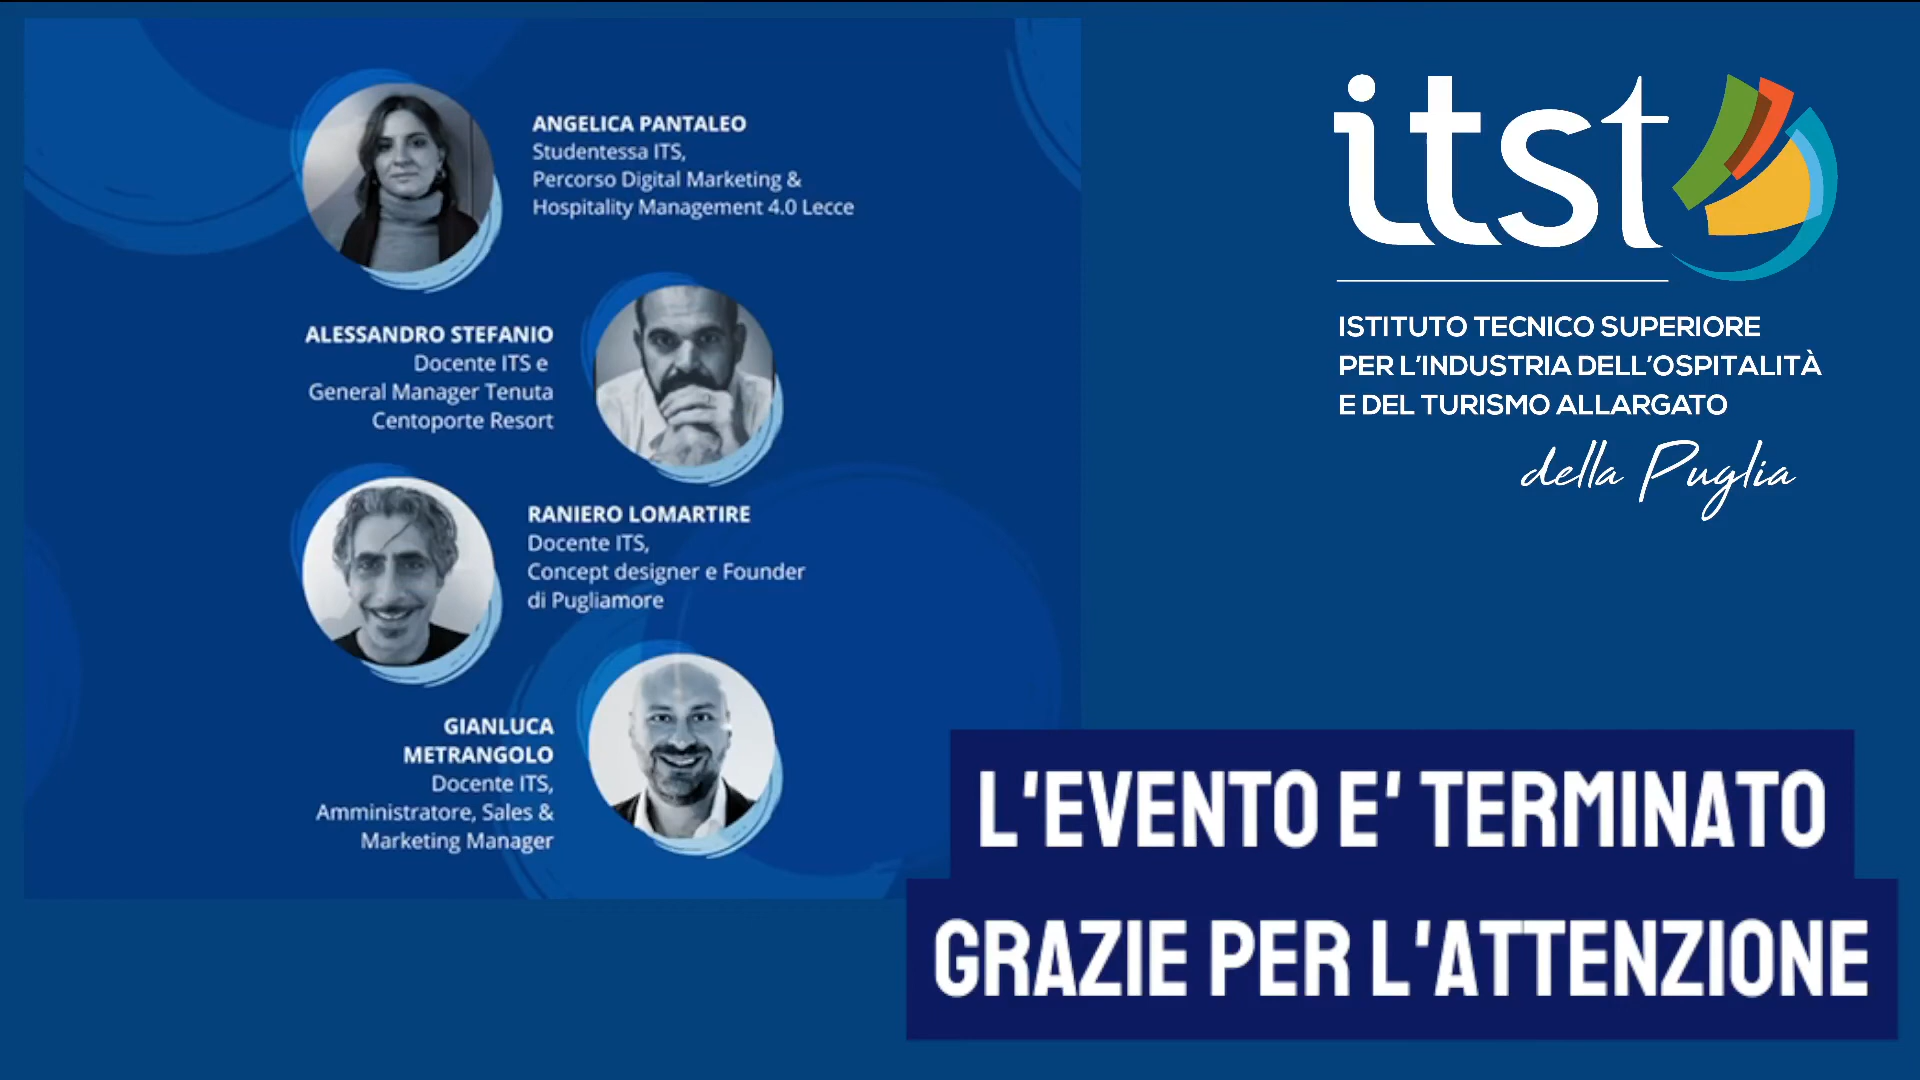 ANGELICA PANTALEO
Studentessa ITS,
Percorso Digital Marketing &
Hospitality Management 4.0 Lecce
ALESSANDRO STEFANIO
Docente ITS e
General Manager Tenuta
Centoporte Resort
RANIERO LOMARTIRE
Docente ITS,
Concept designer e Founder
di Pugliamore
GIANLUCA
METRANGOLO
Docente ITS,
Amministratore, Sales &
Marketing Manager
itst
ISTITUTO TECNICO SUPERIORE
PER L'INDUSTRIA DELL'OSPITALITÀ
E DEL TURISMO ALLARGATO
della Puglia
L'EVENTO E' TERMINATO
GRAZIE PER L'ATTENZIONE